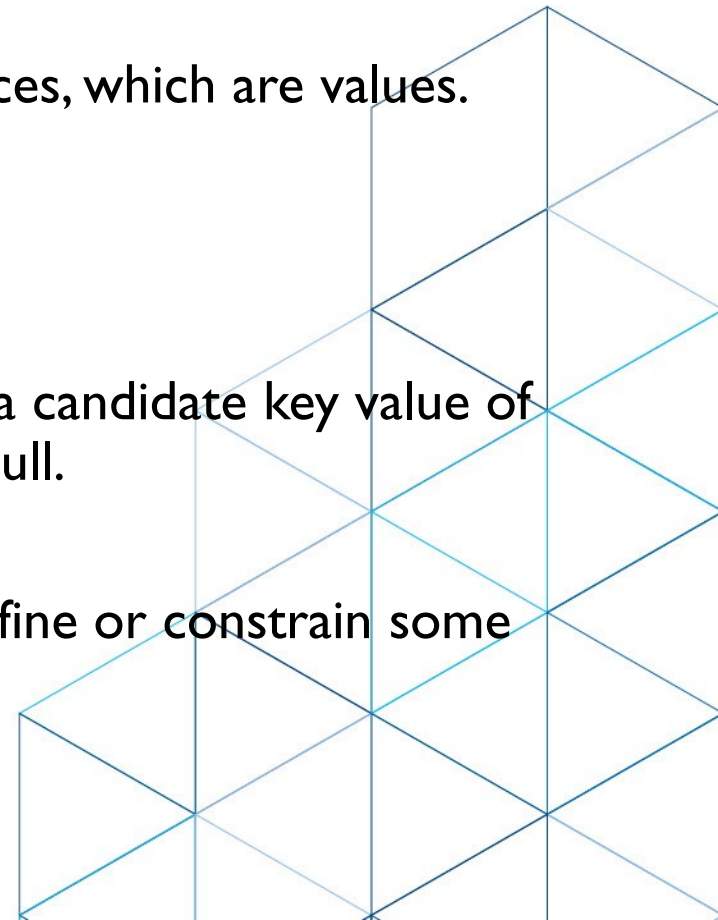 ces, which are values.
a candidate key value of
ull.
fine or constrain some